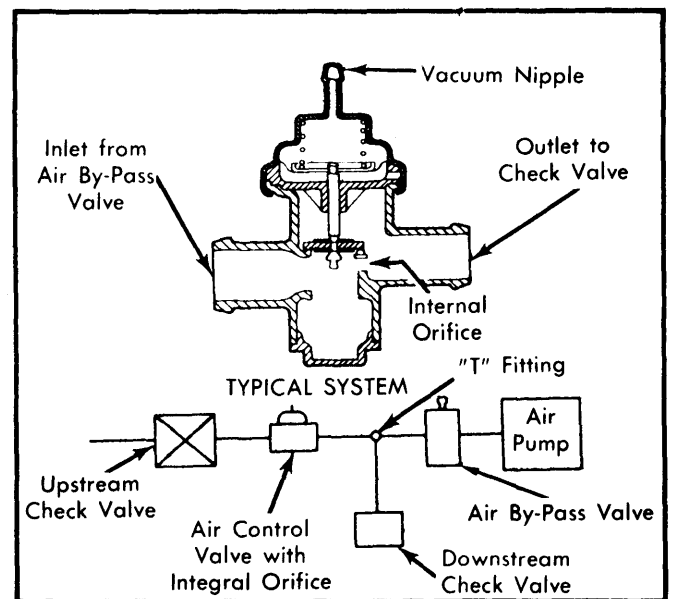 Vacuum Nipple
Inlet from
Air By-Pass
Valve
Outlet to
Check Valve
Internal
Orifice
TYPICAL SYSTEM
"T" Fitting
Air
Pump
Upstream
Check Valve
Air Control
Valve with
Integral Orifice
Air By-Pass Valve
Downstream
Check Valve